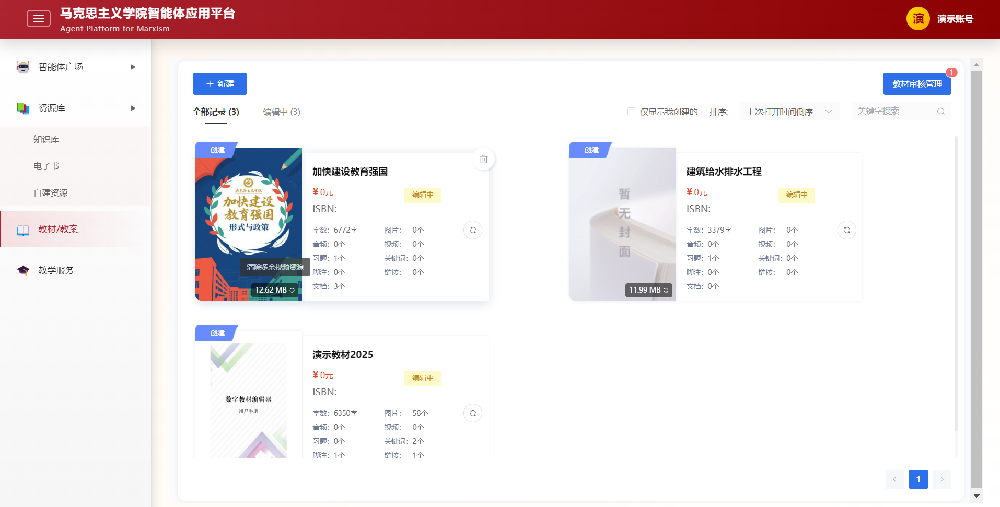 马克思主义学院智能体应用平台
Agent Platform for Marxism
演 演示账号
智能体广场
资源库
知识库
电子书
自建资源
教材/教案
教学服务
新建
教材审核管理
1
全部记录 (3) 编辑中 (3)
仅显示我创建的 排序: 上次打开时间倒序 关键字搜索
创建
马克思主义学院
加快建设
教育强国
形式与政策
清除多余视频资源
12.62 MB
加快建设教育强国
¥ 0元 编辑中
ISBN:
字数: 6772字 图片: 0个
音频: 0个 视频: 0个
习题: 1个 关键词: 0个
脚注: 0个 链接: 0个
文档: 3个
创建
暂
无
封
面
11.99 MB
建筑给水排水工程
¥ 0元 编辑中
ISBN:
字数: 3379字 图片: 0个
音频: 0个 视频: 0个
习题: 1个 关键词: 0个
脚注: 0个 链接: 0个
文档: 0个
创建
数字教材编辑器
用户手册
演示教材2025
¥ 0元 编辑中
ISBN:
字数: 6350字 图片: 58个
音频: 0个 视频: 0个
习题: 0个 关键词: 2个
脚注: 1个 链接: 1个
1